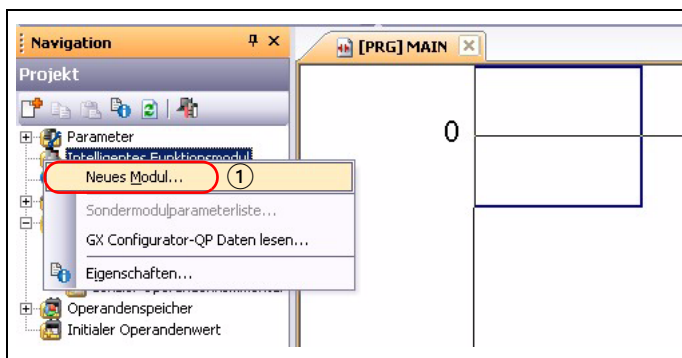 Navigation
[PRG] MAIN
Projekt
Parameter
Intelligentes Funktionsmodul
Neues Modul...
1
0
Sondermodulparameterliste...
GX Configurator-QP Daten lesen...
Eigenschaften...
Operandenspeicher
Initialer Operandenwert